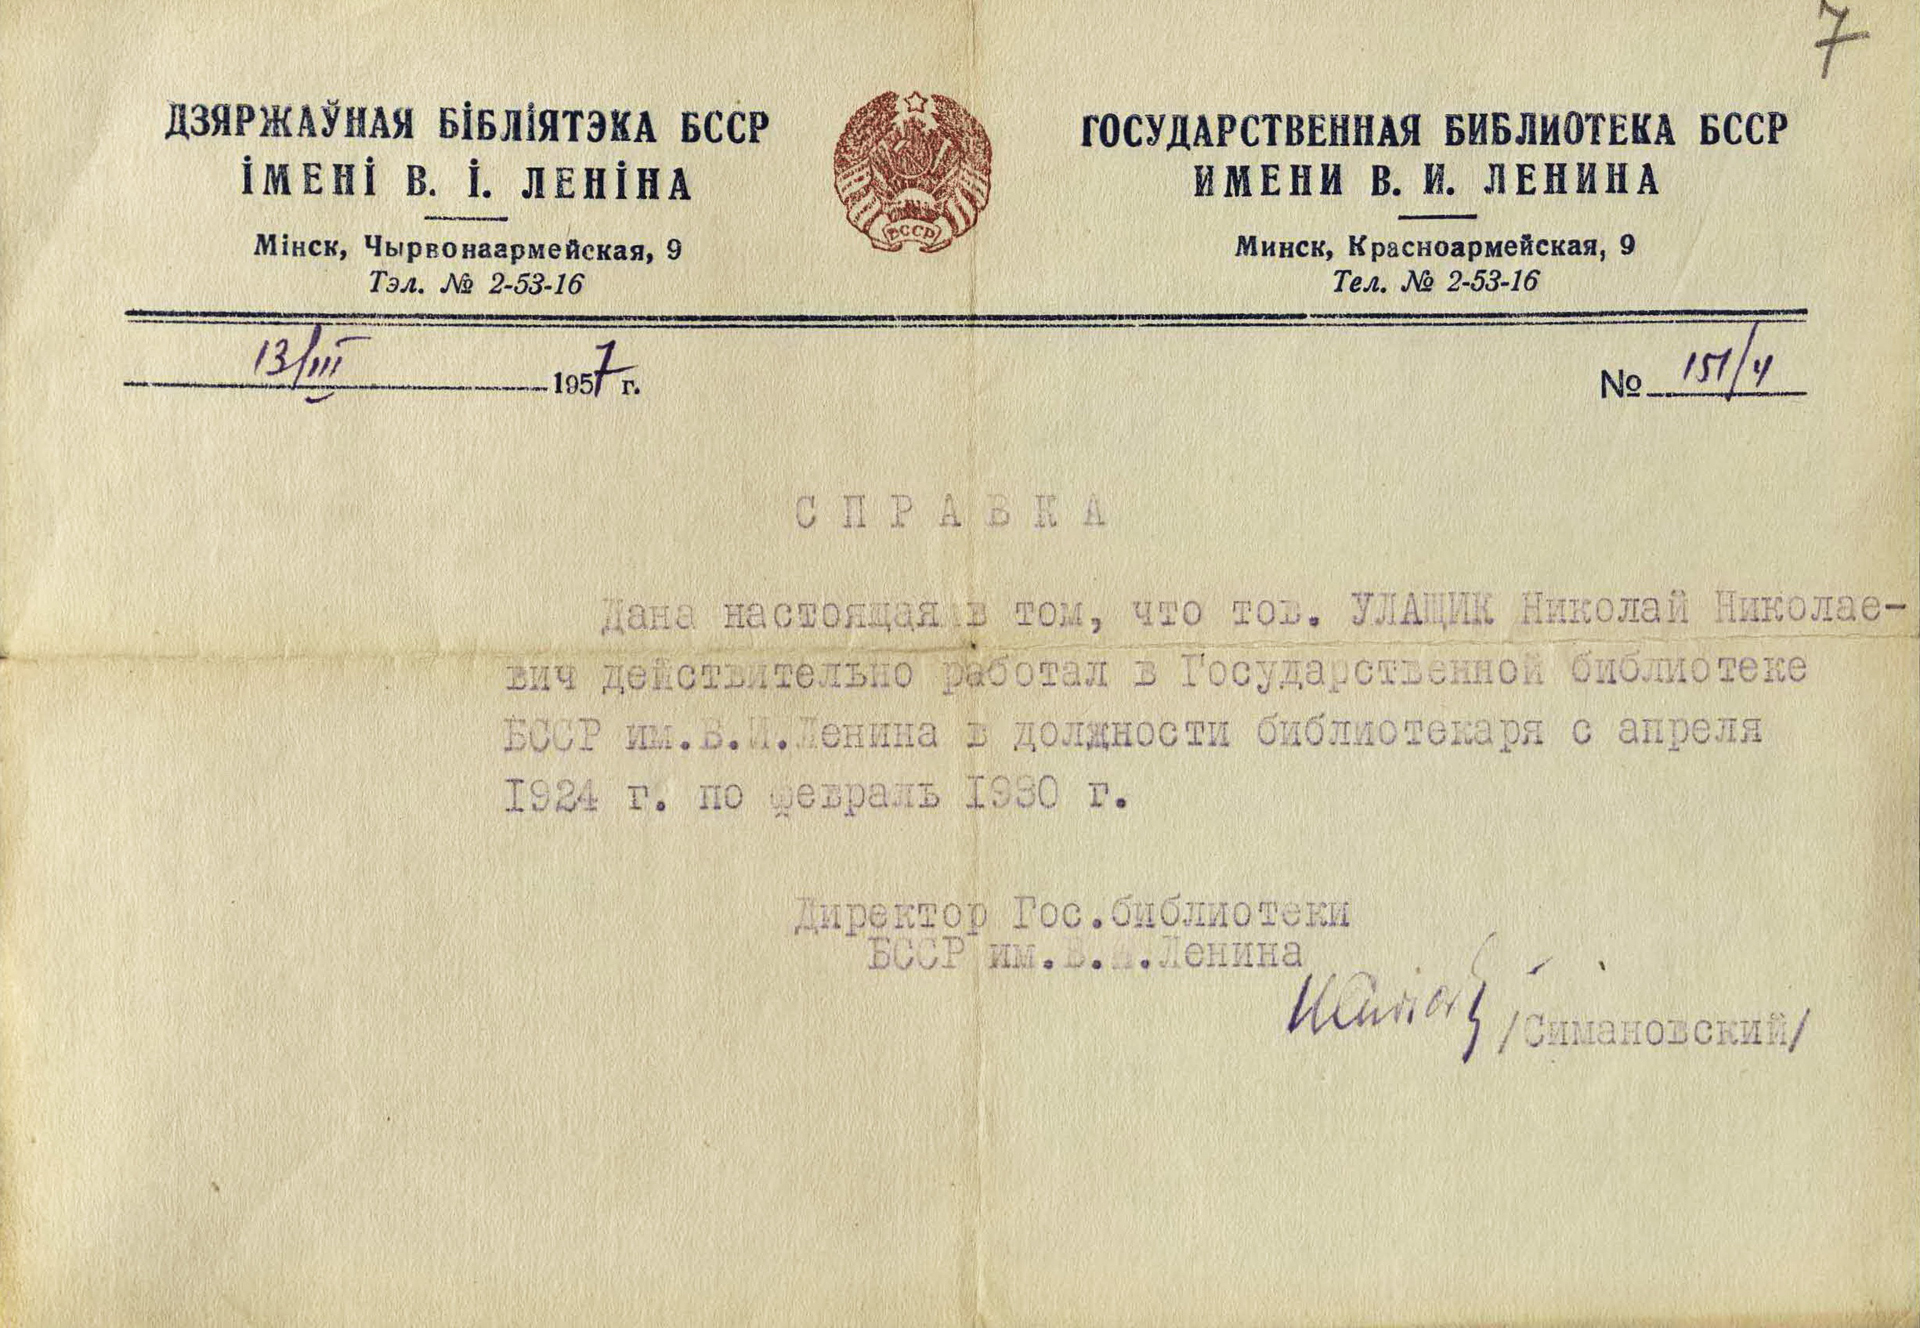 7
ДЗЯРЖАЎНАЯ БІБЛІЯТЭКА БССР
ІМЕНІ В. І. ЛЕНІНА
Мінск, Чырвонаармейская, 9
Тэл. № 2-53-16
БССР
ГОСУДАРСТВЕННАЯ БИБЛИОТЕКА БССР
ИМЕНИ В. И. ЛЕНИНА
Минск, Красноармейская, 9
Тел. № 2-53-16
13/III 1957 г.
№ 151/4
СПРАВКА
Дана настоящая в том, что тов. УЛАЩИК Николай Николае-
вич действительно работал в Государственной библиотеке
БССР им.В.И.Ленина в должности библиотекаря с апреля
1924 г. по февраль 1930 г.
Директор Гос.библиотеки
БССР им.В.И.Ленина
/Симановский/